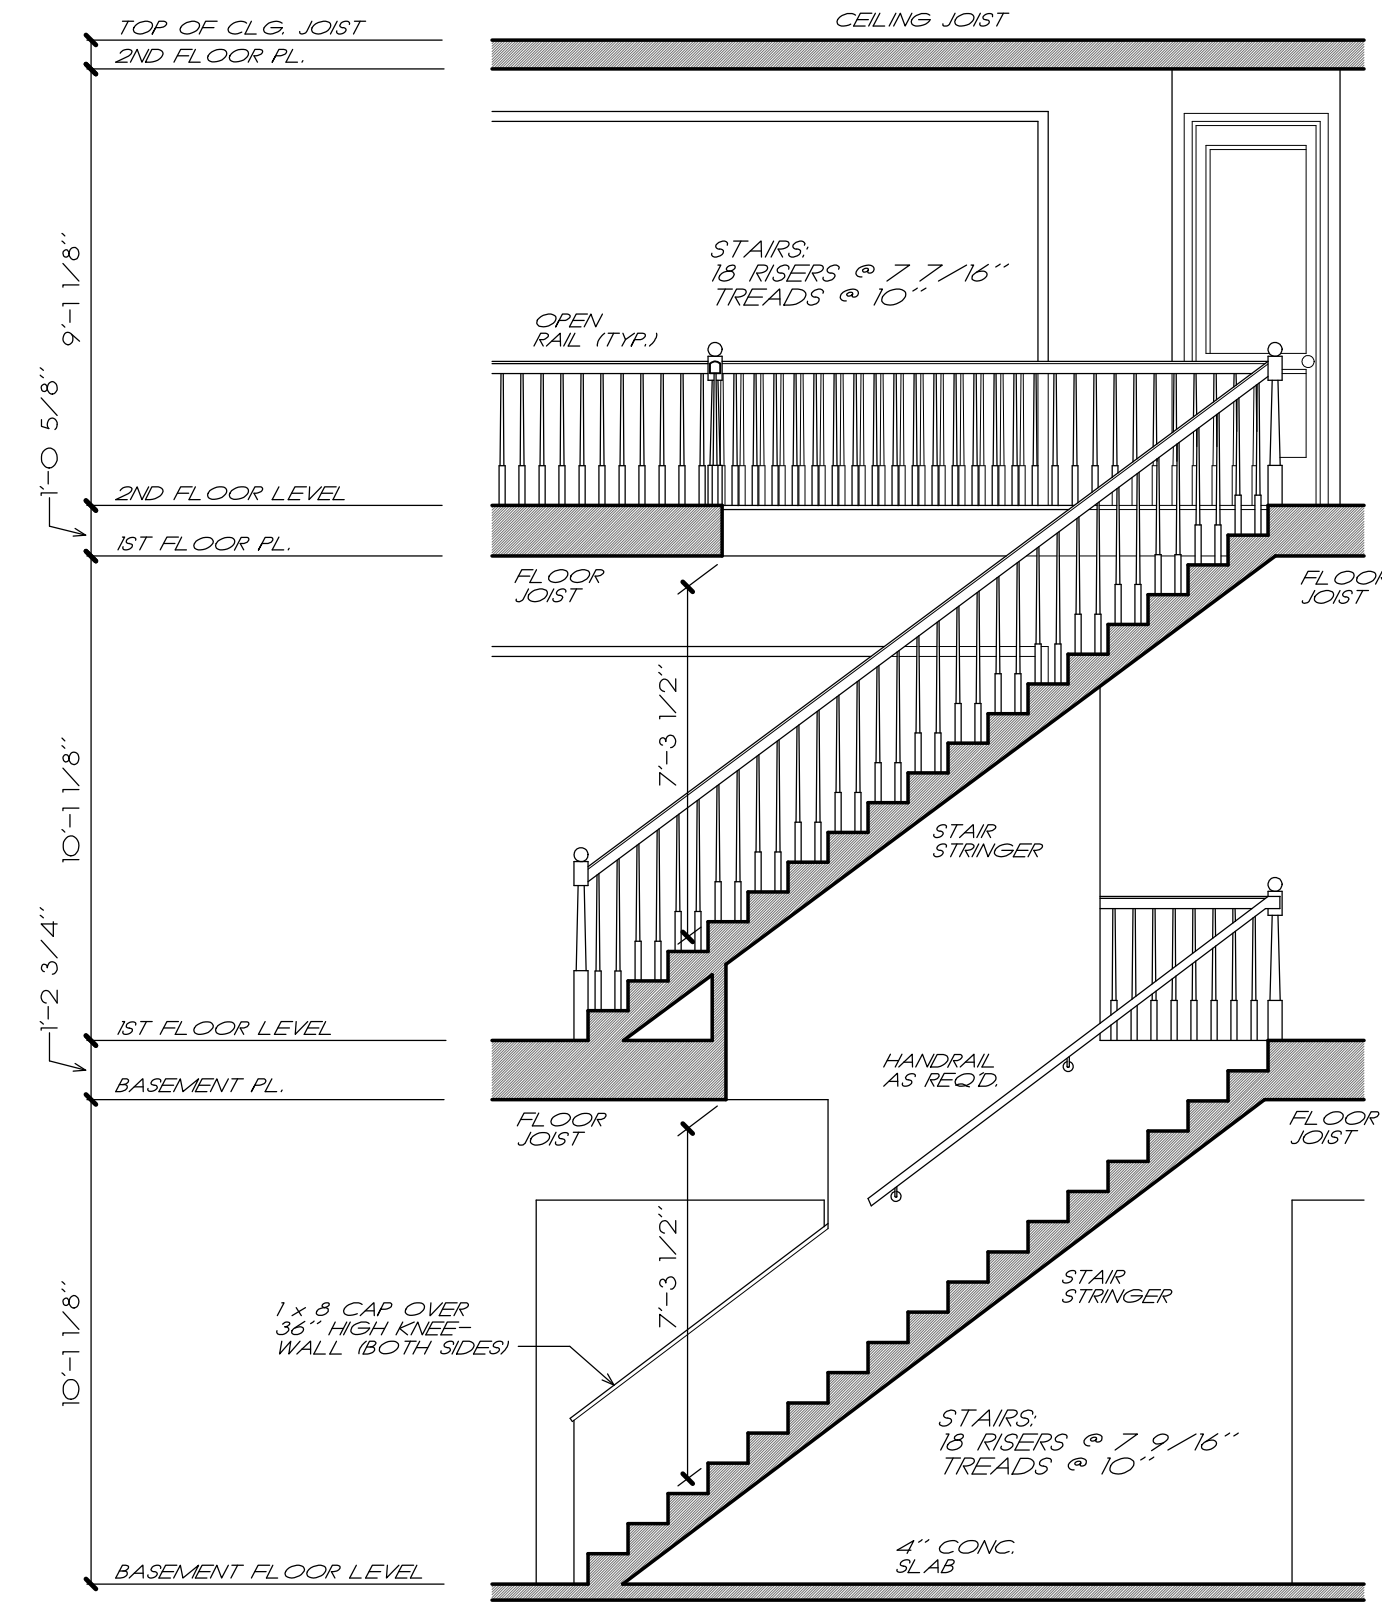 TOP OF CLG. JOIST
CEILING JOIST
2ND FLOOR PL.
9'-1 1/8"
STAIRS:
18 RISERS @ 7 7/16"
TREADS @ 10"
OPEN
RAIL (TYP.)
1'-0 5/8"
2ND FLOOR LEVEL
1ST FLOOR PL.
FLOOR
JOIST
FLOOR
JOIST
7'-3 1/2"
10'-1 1/8"
STAIR
STRINGER
1'-2 3/4"
1ST FLOOR LEVEL
HANDRAIL
AS REQ'D.
BASEMENT PL.
FLOOR
JOIST
FLOOR
JOIST
7'-3 1/2"
10'-1 1/8"
STAIR
STRINGER
1 x 8 CAP OVER
36" HIGH KNEE-
WALL (BOTH SIDES)
STAIRS:
18 RISERS @ 7 9/16"
TREADS @ 10"
4" CONC.
SLAB
BASEMENT FLOOR LEVEL